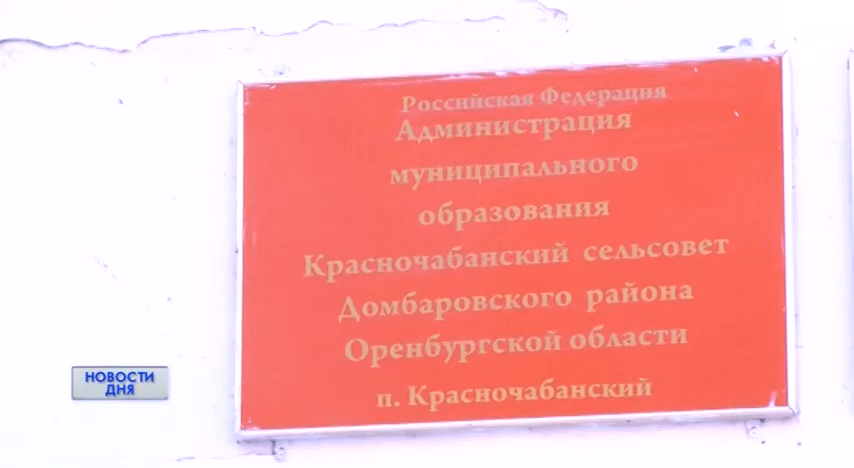 Российская Федерация
Администрация
муниципального
образования
Красночабанский сельсовет
Домбаровского района
Оренбургской области
п. Красночабанский
НОВОСТИ
ДНЯ